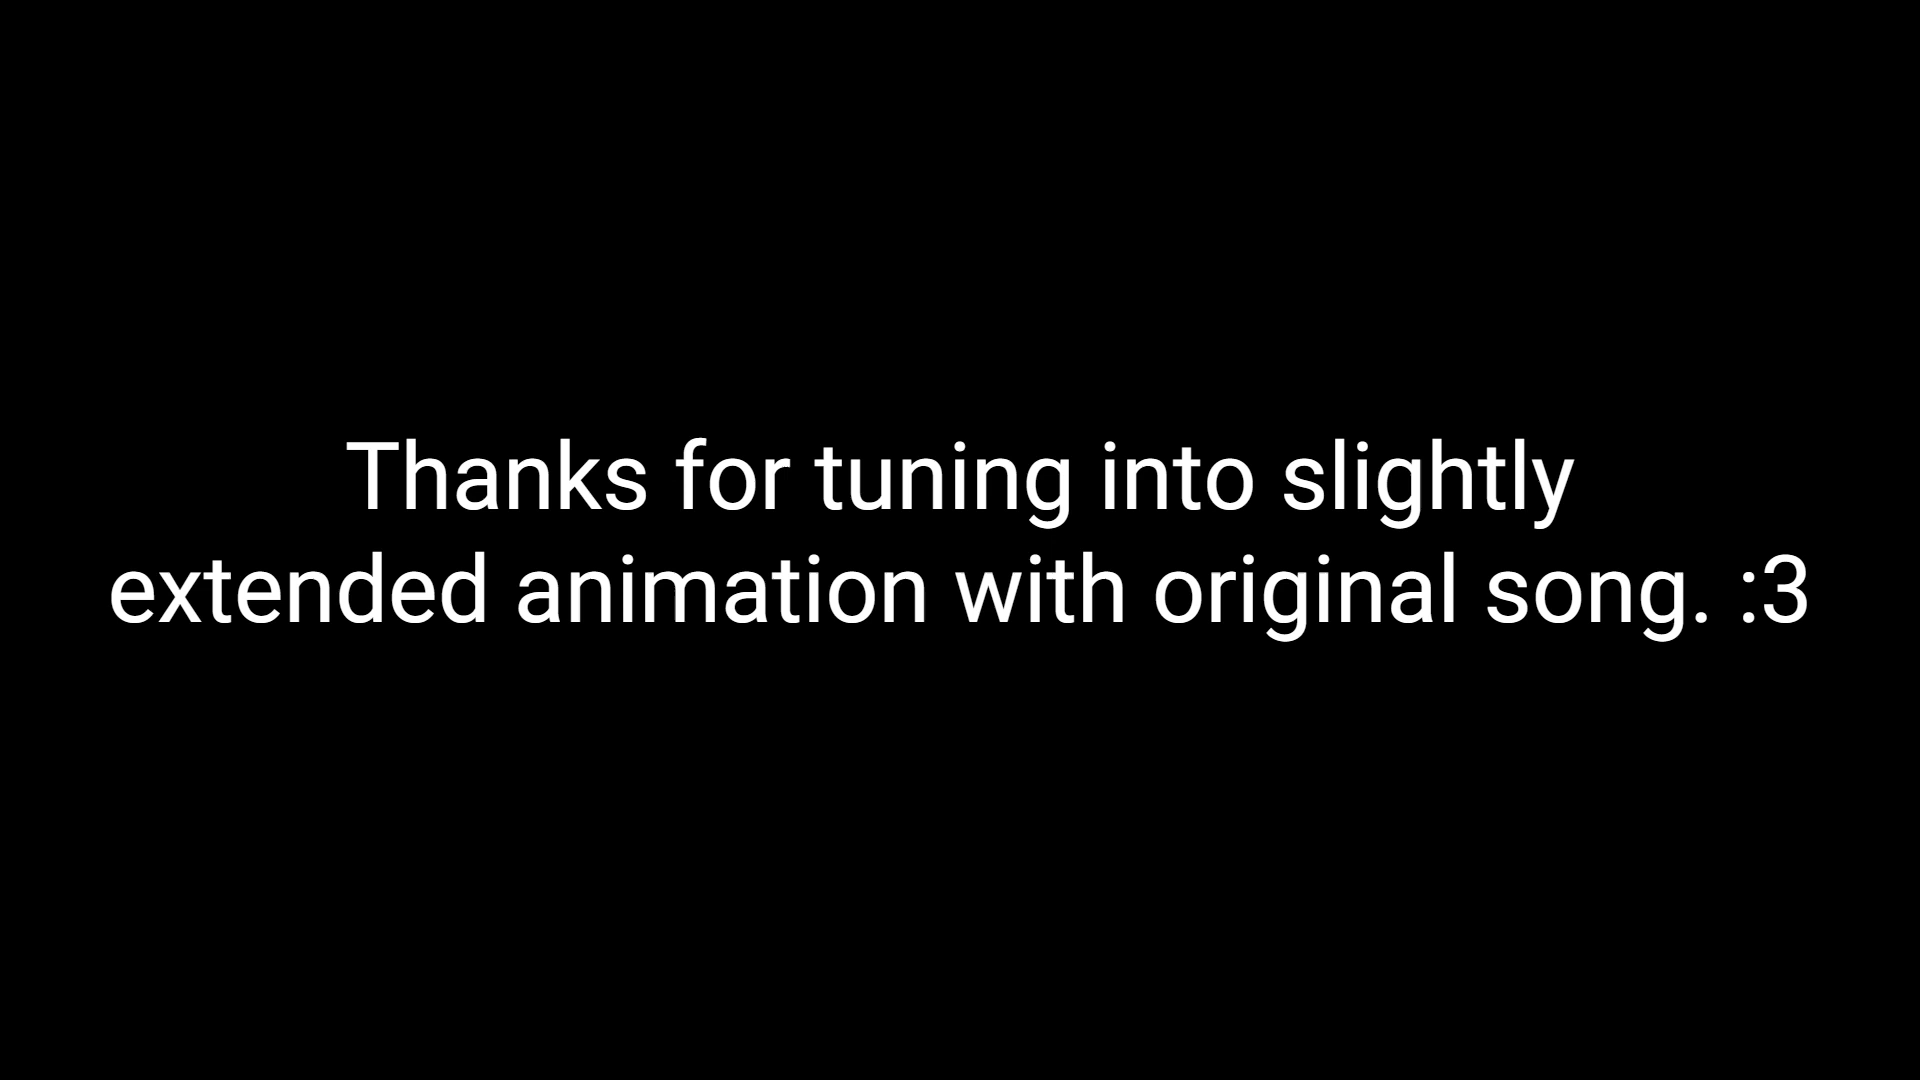 Thanks for tuning into slightly
extended animation with original song. :3